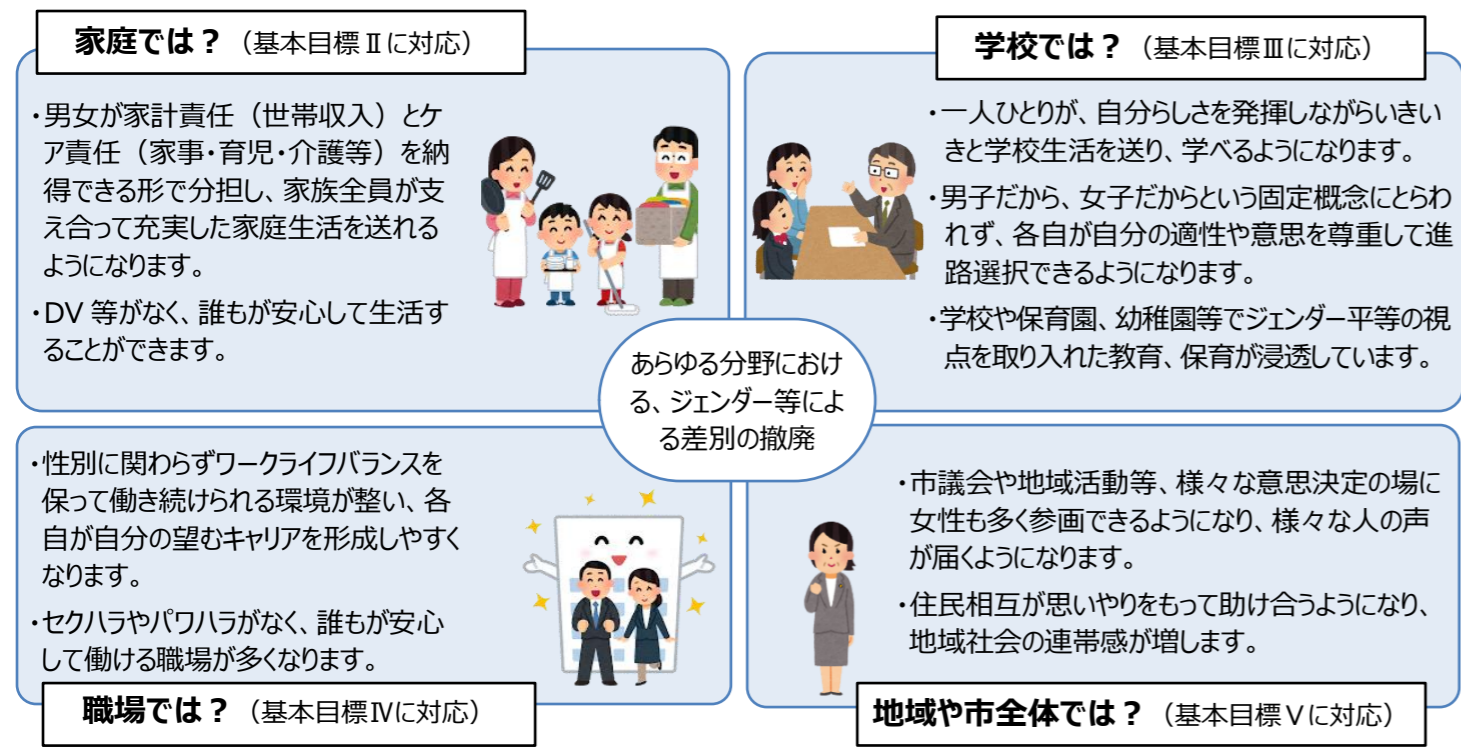 家庭では？（基本目標Ⅱに対応）
・男女が家計責任（世帯収入）とケ
ア責任（家事・育児・介護等）を納
得できる形で分担し、家族全員が支
え合って充実した家庭生活を送れる
ようになります。
・DV 等がなく、誰もが安心して生活す
ることができます。
学校では？（基本目標Ⅲに対応）
・一人ひとりが、自分らしさを発揮しながらいきい
きと学校生活を送り、学べるようになります。
・男子だから、女子だからという固定概念にとらわ
れず、各自が自分の適性や意思を尊重して進
路選択できるようになります。
・学校や保育園、幼稚園等でジェンダー平等の視
点を取り入れた教育、保育が浸透しています。
あらゆる分野におけ
る、ジェンダー等によ
る差別の撤廃
・性別に関わらずワークライフバランスを
保って働き続けられる環境が整い、各
自が自分の望むキャリアを形成しやすく
なります。
・セクハラやパワハラがなく、誰もが安心
して働ける職場が多くなります。
職場では？（基本目標Ⅳに対応）
・市議会や地域活動等、様々な意思決定の場に
女性も多く参画できるようになり、様々な人の声
が届くようになります。
・住民相互が思いやりをもって助け合うようになり、
地域社会の連帯感が増します。
地域や市全体では？（基本目標Ⅴに対応）